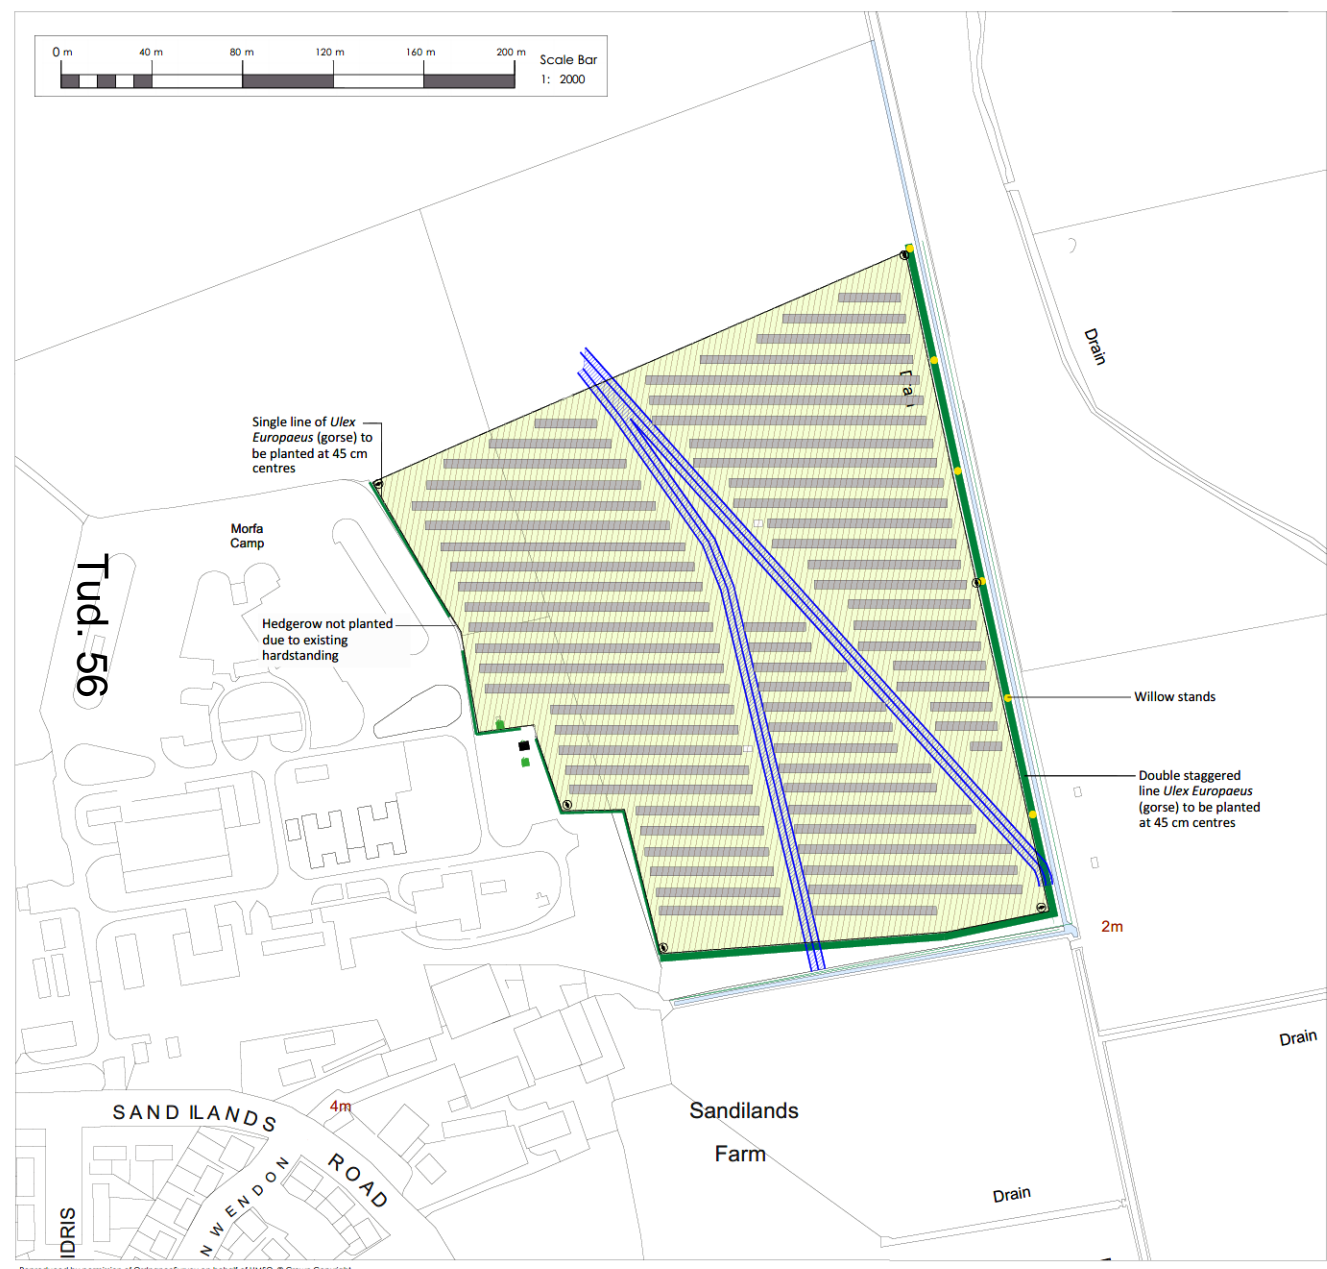 0 m 40 m 80 m 120 m 160 m 200 m
Scale Bar
1: 2000
Drain
Drain
Single line of Ulex
Europaeus (gorse) to
be planted at 45 cm
centres
Morfa
Camp
Tud. 56
Hedgerow not planted
due to existing
hardstanding
Willow stands
Double staggered
line Ulex Europaeus
(gorse) to be planted
at 45 cm centres
2m
Drain
4m
SANDILANDS
ROAD
Sandilands
Farm
NWENDON
IDRIS
Drain